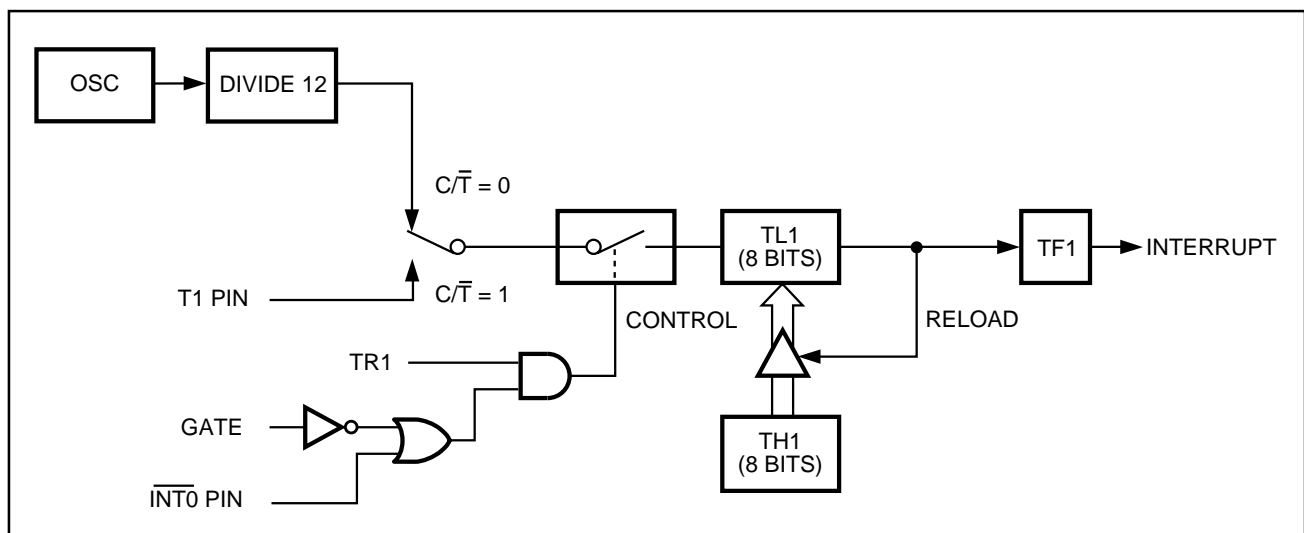 OSC
DIVIDE 12
C/T̅ = 0
TL1
(8 BITS)
TF1
INTERRUPT
T1 PIN
C/T̅ = 1
CONTROL
RELOAD
TR1
GATE
TH1
(8 BITS)
I̅N̅T̅0̅ PIN